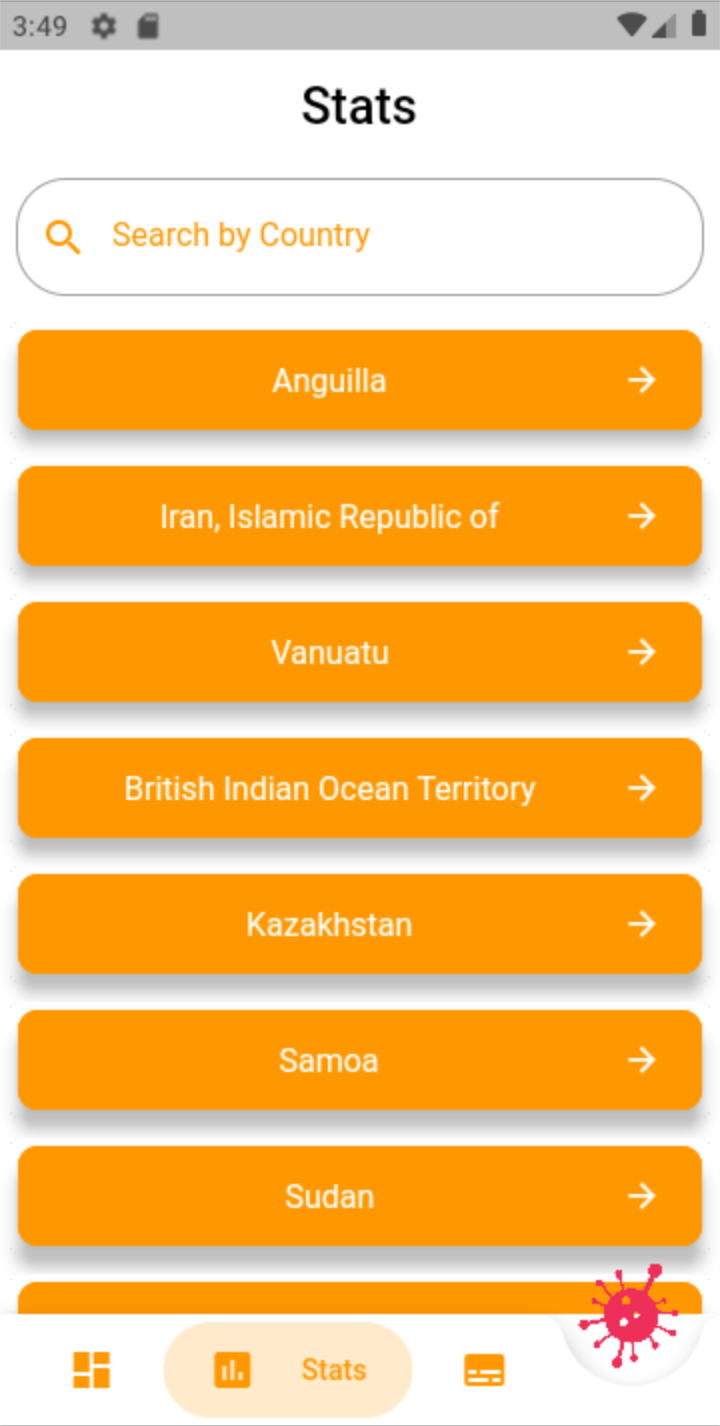 3:49
Stats
Search by Country
Anguilla
Iran, Islamic Republic of
Vanuatu
British Indian Ocean Territory
Kazakhstan
Samoa
Sudan
Stats